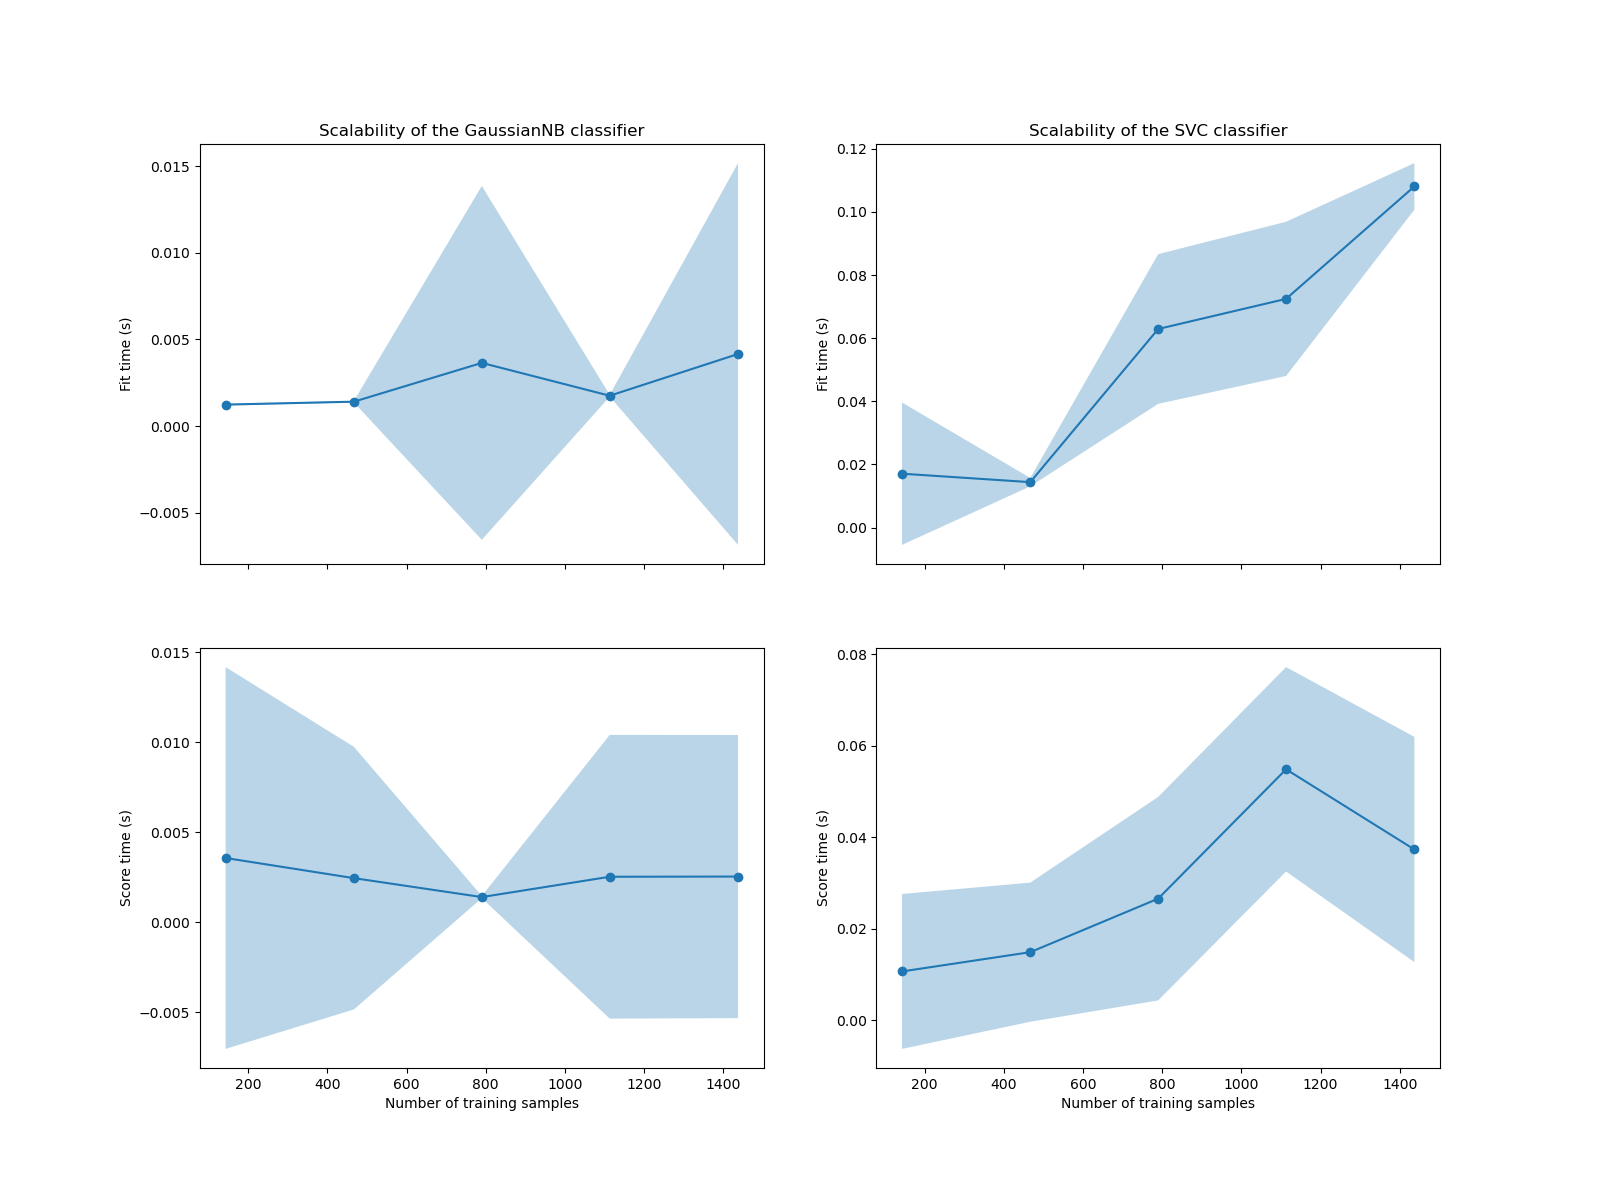 Scalability of the GaussianNB classifier
0.015
0.010
0.005
0.000
−0.005
Fit time (s)
Scalability of the SVC classifier
0.12
0.10
0.08
0.06
0.04
0.02
0.00
Fit time (s)
0.015
0.010
0.005
0.000
−0.005
Score time (s)
200 400 600 800 1000 1200 1400
Number of training samples
0.08
0.06
0.04
0.02
0.00
Score time (s)
200 400 600 800 1000 1200 1400
Number of training samples